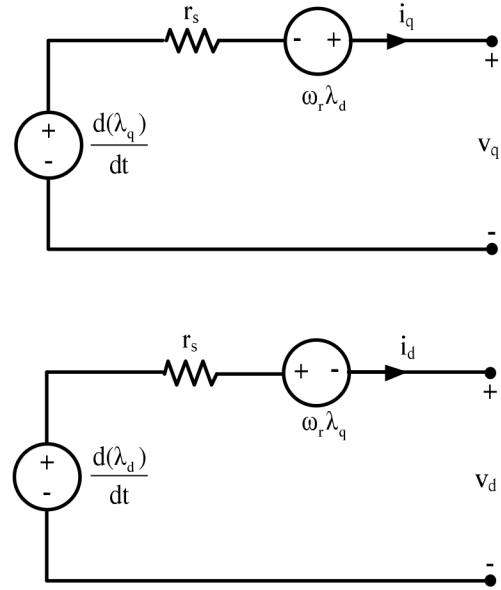 r_s
i_q
- +
+
ω_r λ_d
+
-
d(λ_q)
dt
v_q
-
r_s
i_d
+ -
+
ω_r λ_q
+
-
d(λ_d)
dt
v_d
-